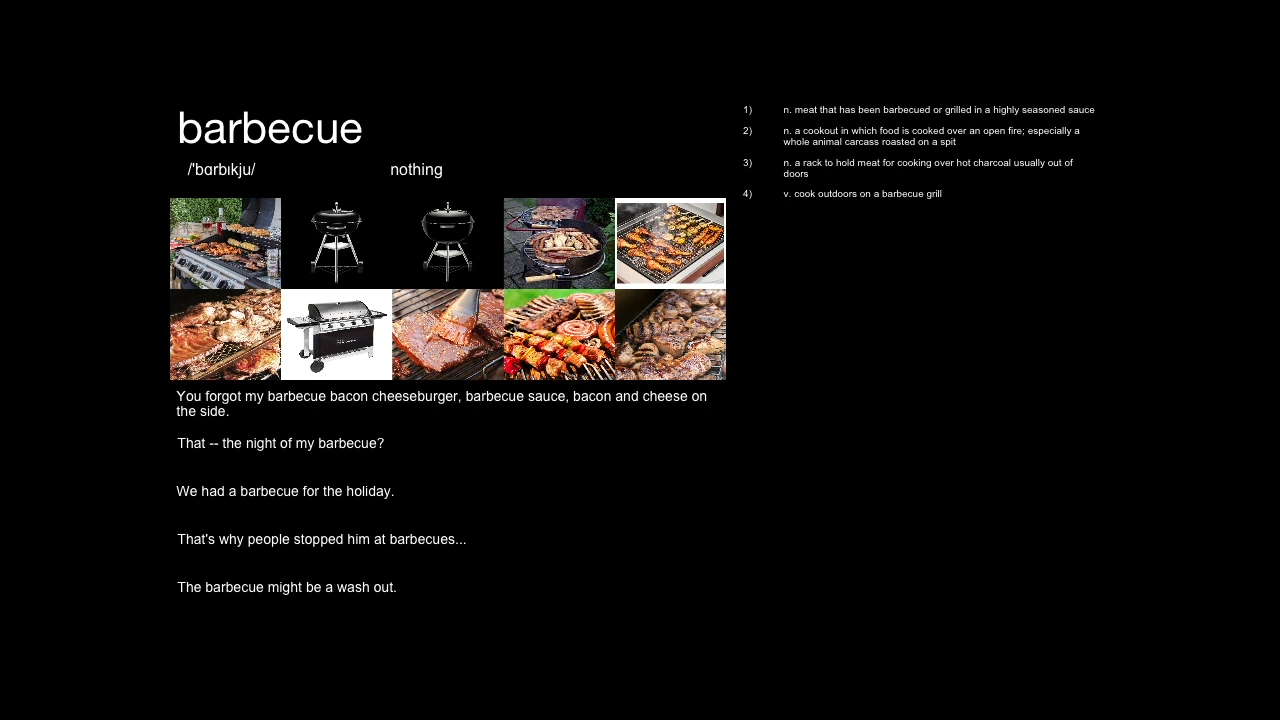 barbecue
/'bɑrbɪkju/
nothing
You forgot my barbecue bacon cheeseburger, barbecue sauce, bacon and cheese on
the side.
That -- the night of my barbecue?
We had a barbecue for the holiday.
That's why people stopped him at barbecues...
The barbecue might be a wash out.
1) n. meat that has been barbecued or grilled in a highly seasoned sauce
2) n. a cookout in which food is cooked over an open fire; especially a
whole animal carcass roasted on a spit
3) n. a rack to hold meat for cooking over hot charcoal usually out of
doors
4) v. cook outdoors on a barbecue grill